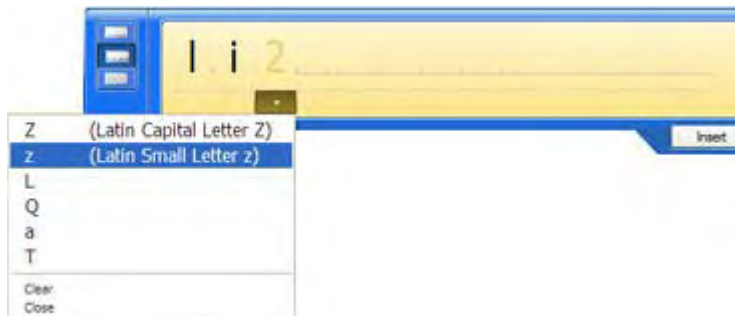 l i 2
Z (Latin Capital Letter Z)
z (Latin Small Letter z)
Insert
L
Q
a
T
Clear
Close